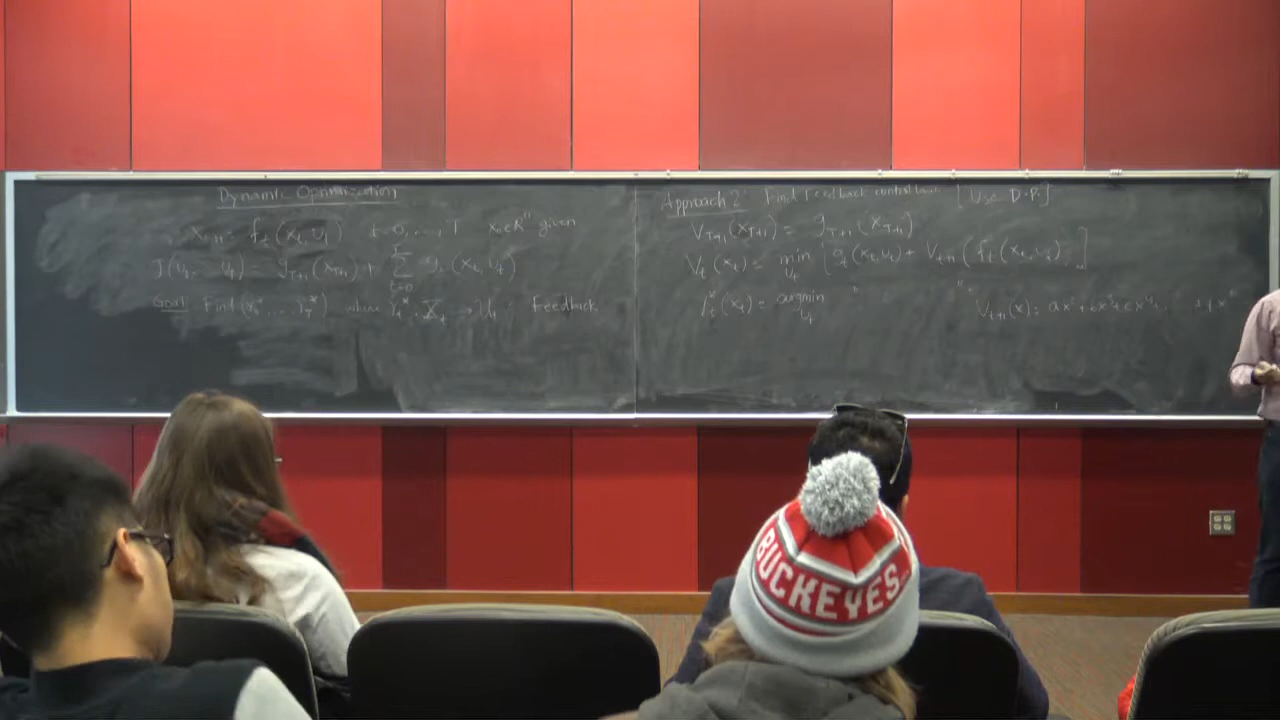 Dynamic Optimization
x_{t+1} = f_t(x_t, u_t) t=0, ..., T x_0 ∈ R^n given
J(u_0, ..., u_t) = g_{T+1}(x_{T+1}) + Σ_{t=0}^{T} g_t(x_t, u_t)
Goal: Find (γ_0^*, ..., γ_T^*) where γ_t^*: X_t → U_t : Feedback
Approach 2: Find Feedback control law [Use D.P.]
V_{T+1}(x_{T+1}) = g_{T+1}(x_{T+1})
V_t(x_t) = min_{u_t} [g_t(x_t, u_t) + V_{t+1}(f_t(x_t, u_t))]
γ_t^*(x_t) = argmin_{u_t} " "
V_{t+1}(x) = ax^2 + bx^3 + cx^4 ...
BUCKEYES